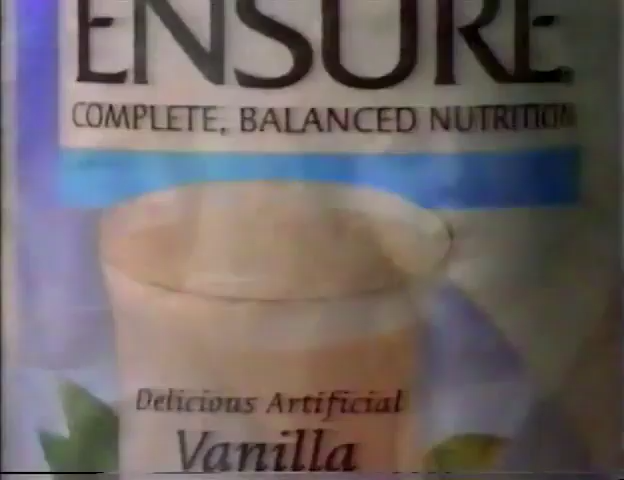 ENSURE
COMPLETE, BALANCED NUTRITION
Delicious Artificial
Vanilla